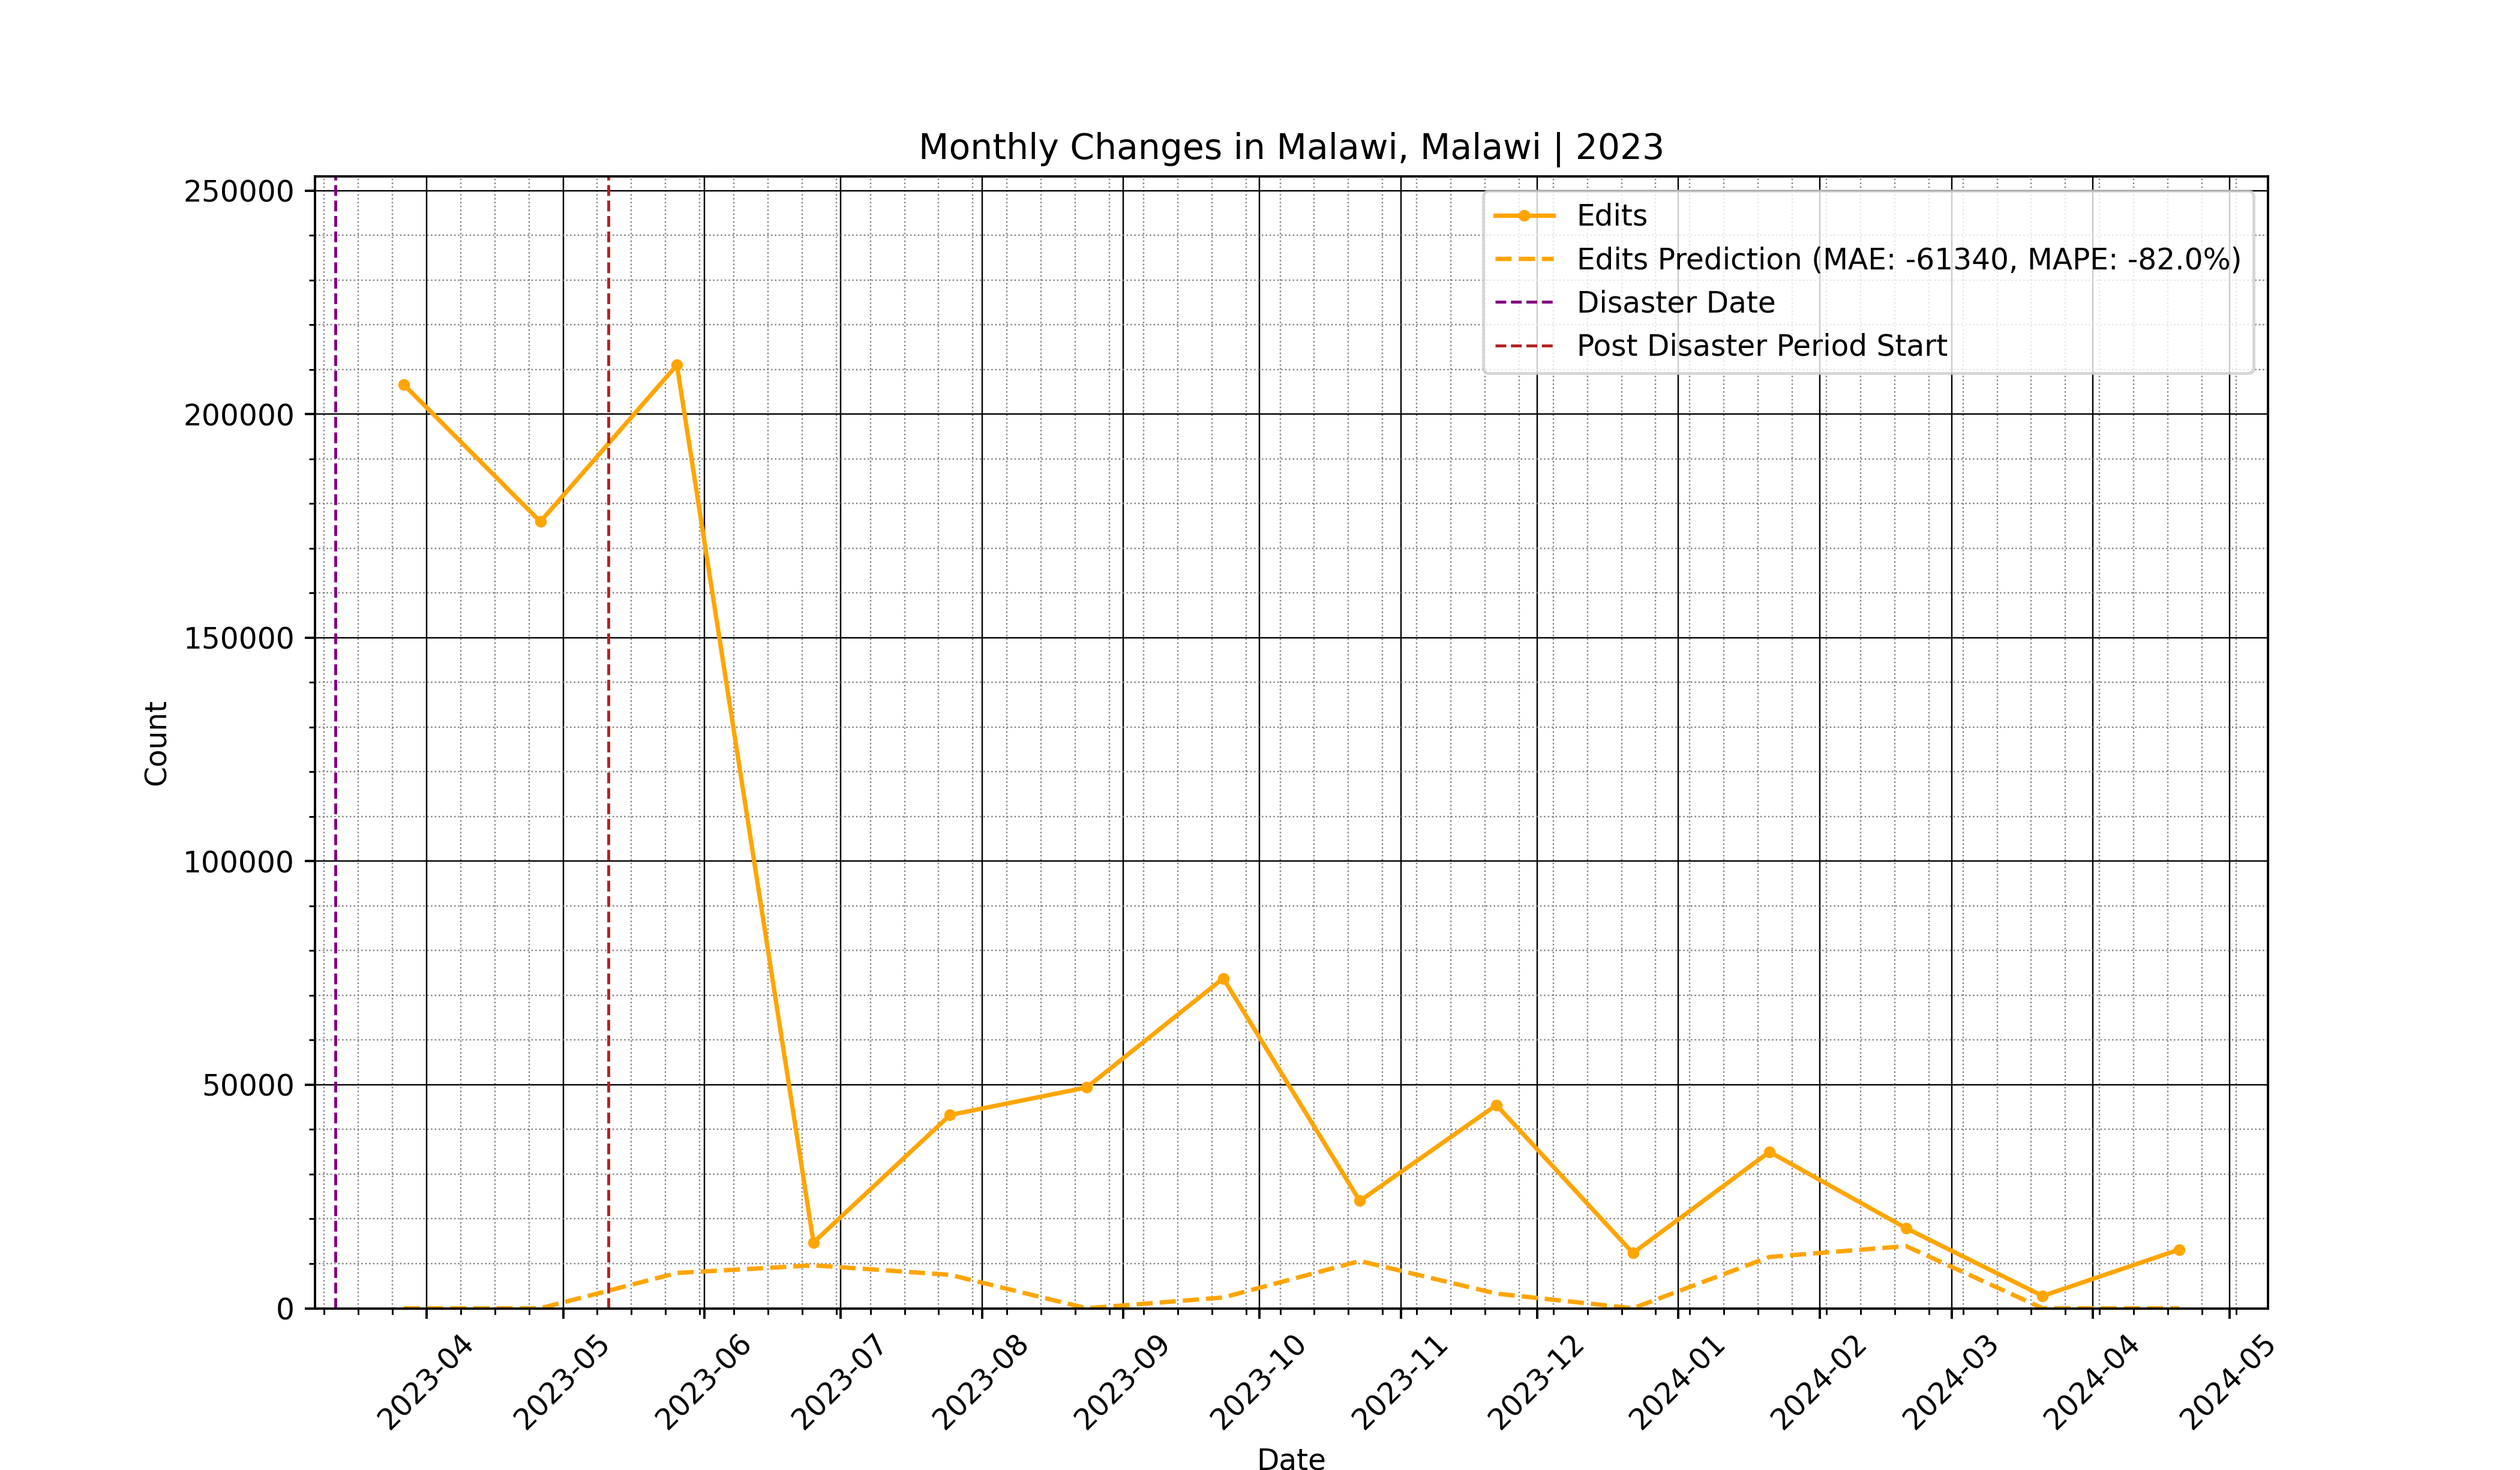 Monthly Changes in Malawi, Malawi | 2023
Edits
Edits Prediction (MAE: -61340, MAPE: -82.0%)
Disaster Date
Post Disaster Period Start
250000
200000
150000
100000
50000
0
Count
2023-04
2023-05
2023-06
2023-07
2023-08
2023-09
2023-10
2023-11
2023-12
2024-01
2024-02
2024-03
2024-04
2024-05
Date